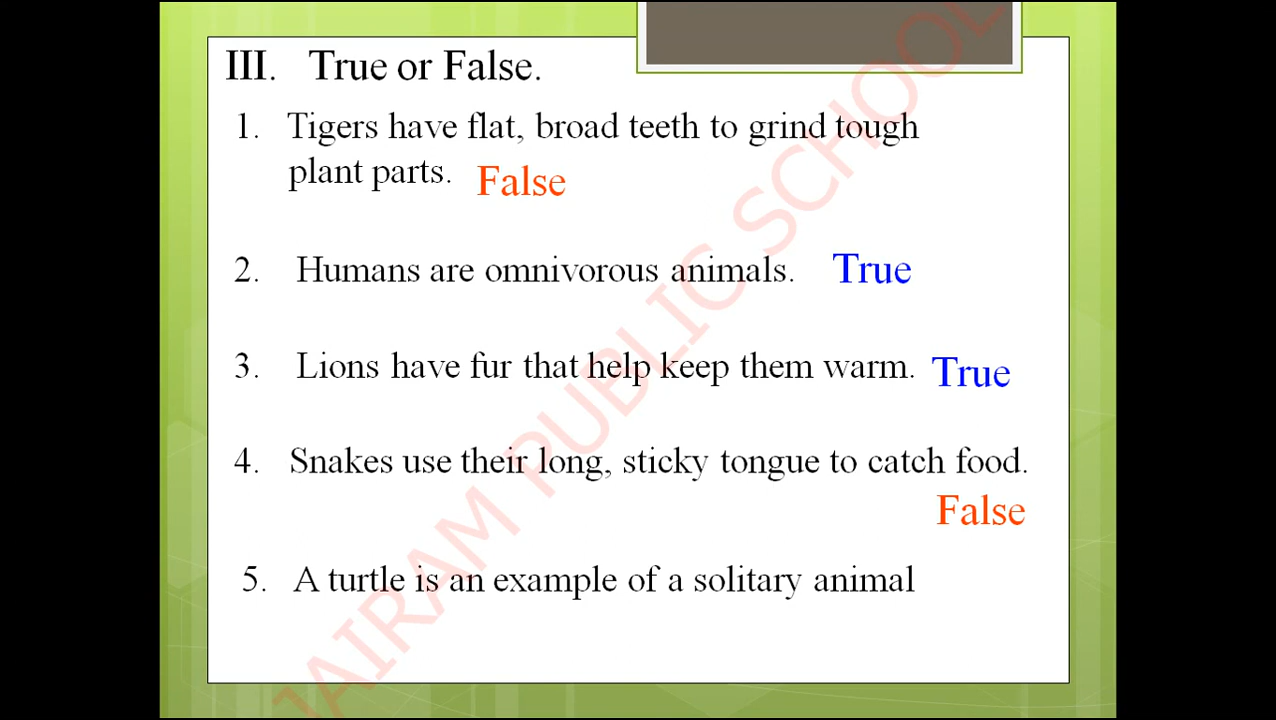 III. True or False.
1. Tigers have flat, broad teeth to grind tough
plant parts. False
2. Humans are omnivorous animals. True
3. Lions have fur that help keep them warm. True
4. Snakes use their long, sticky tongue to catch food.
False
5. A turtle is an example of a solitary animal
JAIRAM PUBLIC SCHOOL